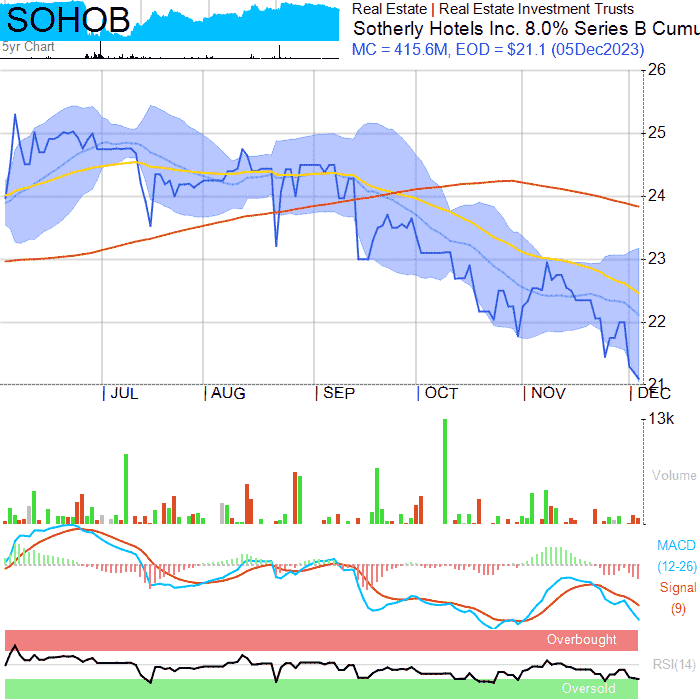 SOHOB
5yr Chart
Real Estate | Real Estate Investment Trusts
Sotherly Hotels Inc. 8.0% Series B Cumu
MC = 415.6M, EOD = $21.1 (05Dec2023)
26
25
24
23
22
21
JUL
AUG
SEP
OCT
NOV
DEC
13k
Volume
MACD
(12-26)
Signal
(9)
Overbought
RSI(14)
Oversold